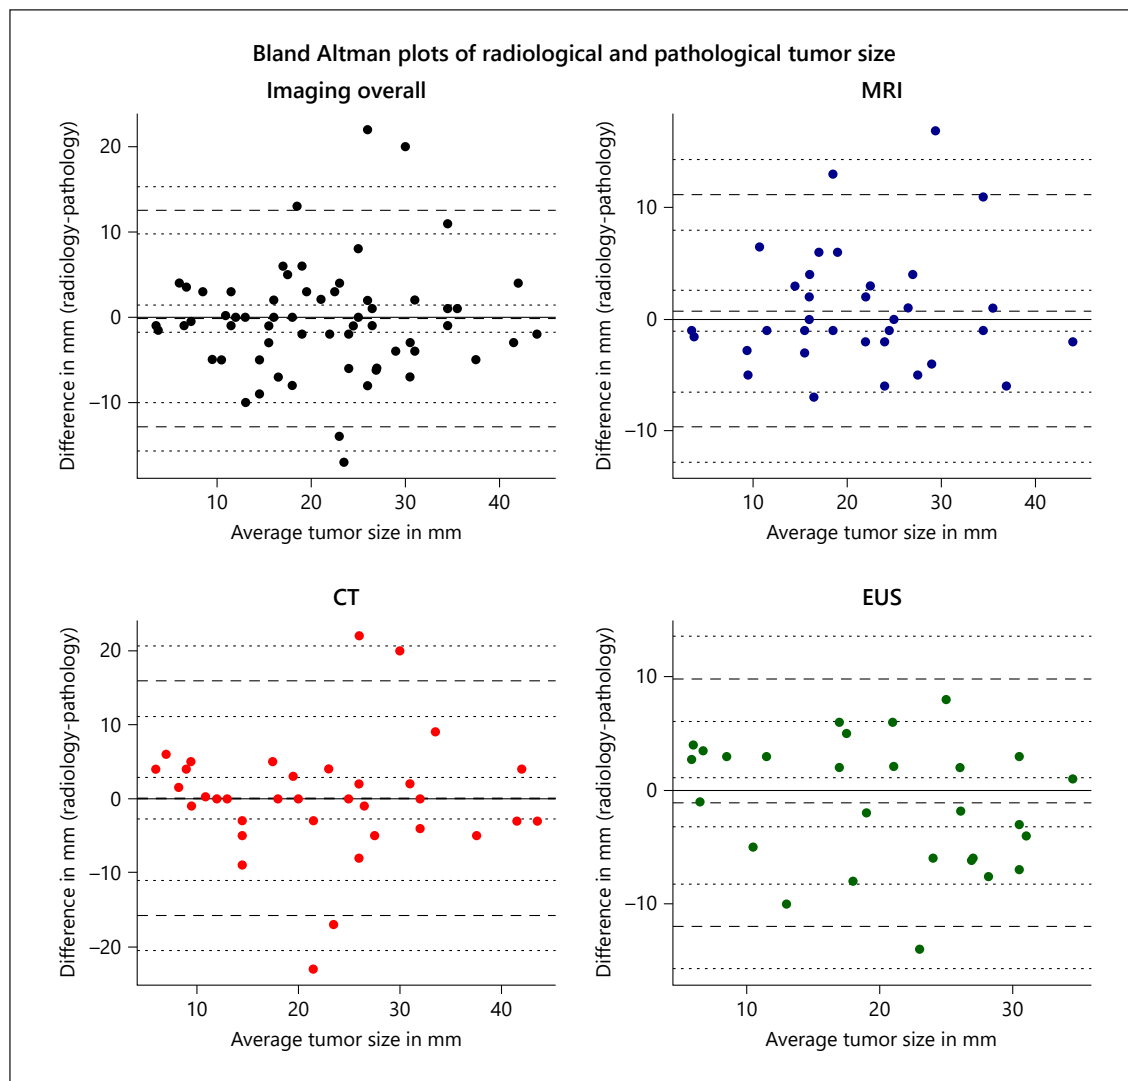 Bland Altman plots of radiological and pathological tumor size
Imaging overall
Difference in mm (radiology-pathology)
20
10
0
–10
10 20 30 40
Average tumor size in mm
MRI
Difference in mm (radiology-pathology)
10
0
–10
10 20 30 40
Average tumor size in mm
CT
Difference in mm (radiology-pathology)
20
10
0
–10
–20
10 20 30 40
Average tumor size in mm
EUS
Difference in mm (radiology-pathology)
10
0
–10
10 20 30
Average tumor size in mm